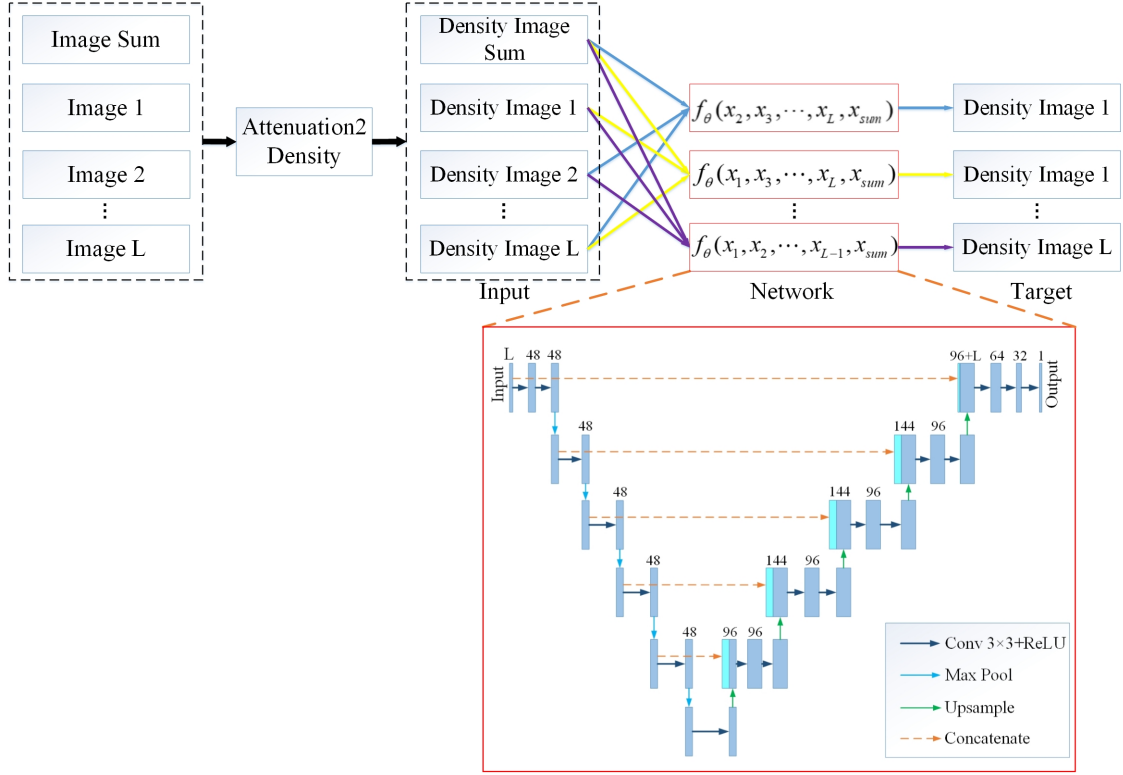 Image Sum
Image 1
Image 2
⋮
Image L
Attenuation2
Density
Density Image
Sum
Density Image 1
Density Image 2
⋮
Density Image L
Input
f_θ(x_2, x_3, ⋯, x_L, x_sum)
f_θ(x_1, x_3, ⋯, x_L, x_sum)
⋮
f_θ(x_1, x_2, ⋯, x_{L-1}, x_sum)
Network
Density Image 1
Density Image 1
⋮
Density Image L
Target
Input
L 48 48
96+L 64 32 1
Output
48
144 96
48
144 96
48
144 96
48
96 96
Conv 3×3+ReLU
Max Pool
Upsample
Concatenate